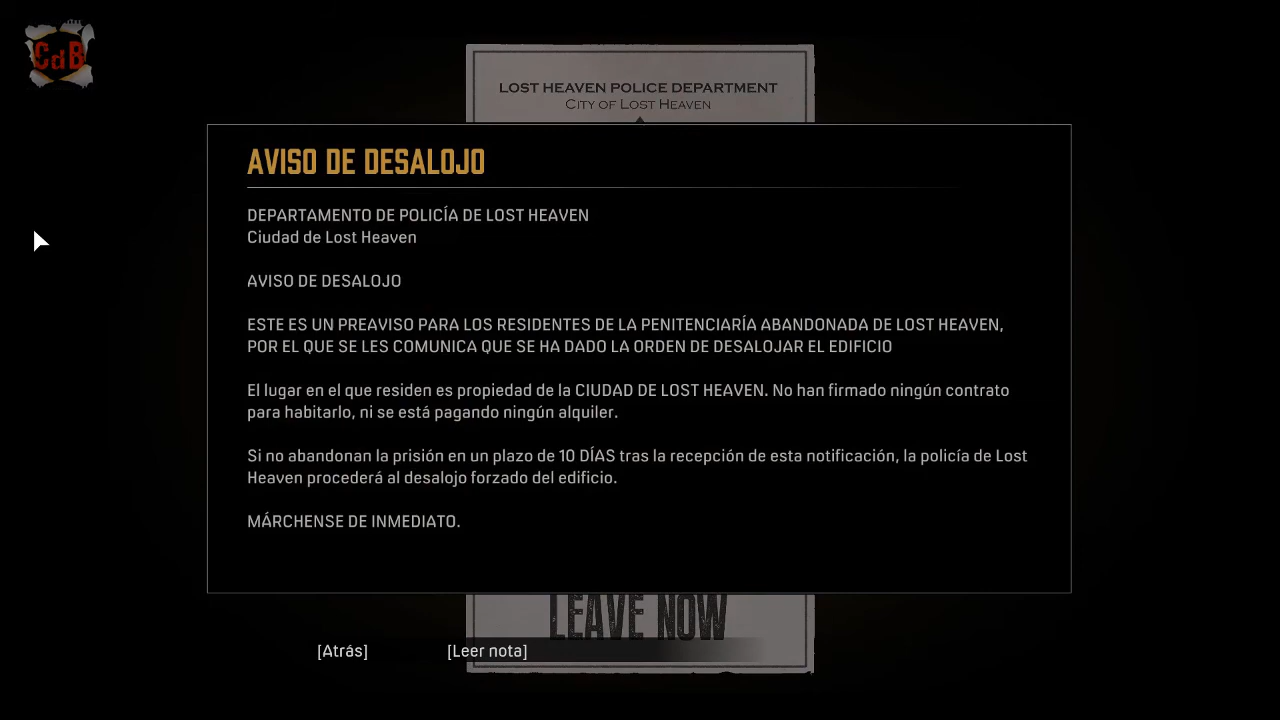 CdB
LOST HEAVEN POLICE DEPARTMENT
CITY OF LOST HEAVEN
AVISO DE DESALOJO
DEPARTAMENTO DE POLICÍA DE LOST HEAVEN
Ciudad de Lost Heaven
AVISO DE DESALOJO
ESTE ES UN PREAVISO PARA LOS RESIDENTES DE LA PENITENCIARÍA ABANDONADA DE LOST HEAVEN,
POR EL QUE SE LES COMUNICA QUE SE HA DADO LA ORDEN DE DESALOJAR EL EDIFICIO
El lugar en el que residen es propiedad de la CIUDAD DE LOST HEAVEN. No han firmado ningún contrato
para habitarlo, ni se está pagando ningún alquiler.
Si no abandonan la prisión en un plazo de 10 DÍAS tras la recepción de esta notificación, la policía de Lost
Heaven procederá al desalojo forzado del edificio.
MÁRCHENSE DE INMEDIATO.
LEAVE NOW
[Atrás] [Leer nota]